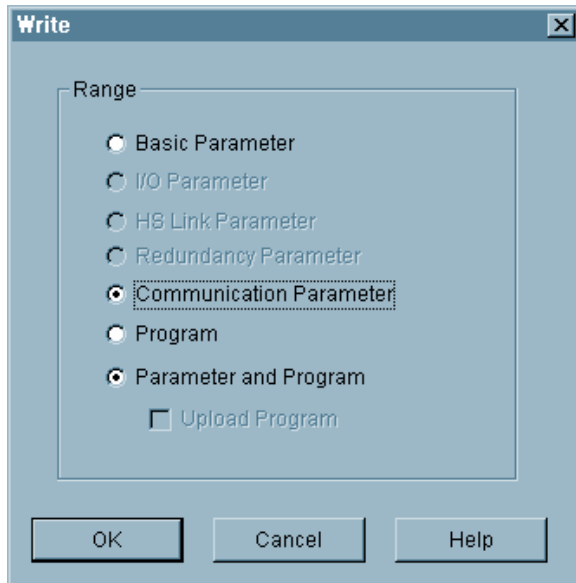 Write
Range
Basic Parameter
I/O Parameter
HS Link Parameter
Redundancy Parameter
Communication Parameter
Program
Parameter and Program
Upload Program
OK Cancel Help